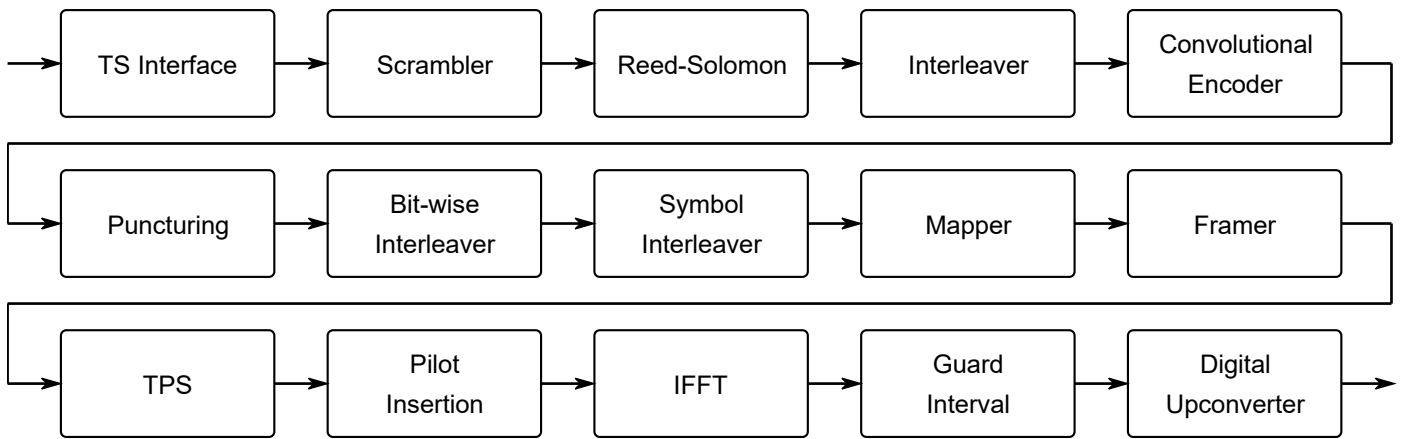 TS Interface
Scrambler
Reed-Solomon
Interleaver
Convolutional
Encoder
Puncturing
Bit-wise
Interleaver
Symbol
Interleaver
Mapper
Framer
TPS
Pilot
Insertion
IFFT
Guard
Interval
Digital
Upconverter